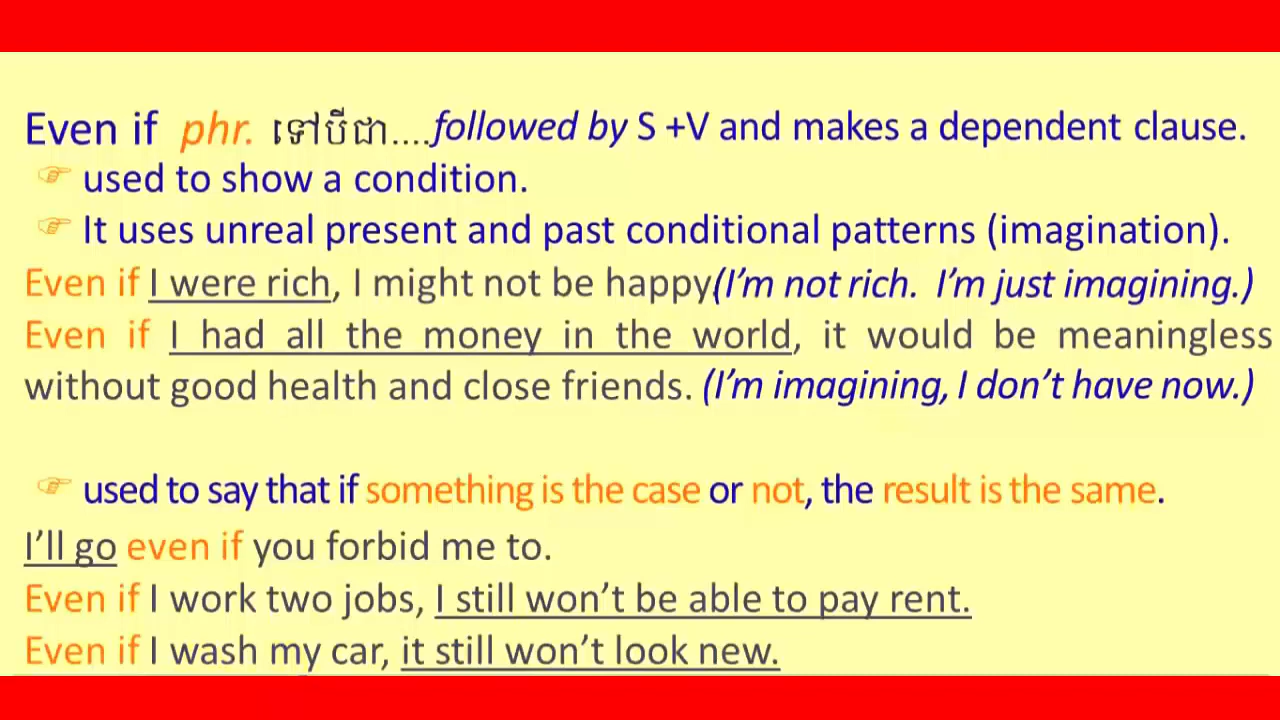 Even if phr. ទៅបីជា....followed by S +V and makes a dependent clause.
☞ used to show a condition.
☞ It uses unreal present and past conditional patterns (imagination).
Even if I were rich, I might not be happy(I’m not rich. I’m just imagining.)
Even if I had all the money in the world, it would be meaningless
without good health and close friends. (I’m imagining, I don’t have now.)
☞ used to say that if something is the case or not, the result is the same.
I’ll go even if you forbid me to.
Even if I work two jobs, I still won’t be able to pay rent.
Even if I wash my car, it still won’t look new.